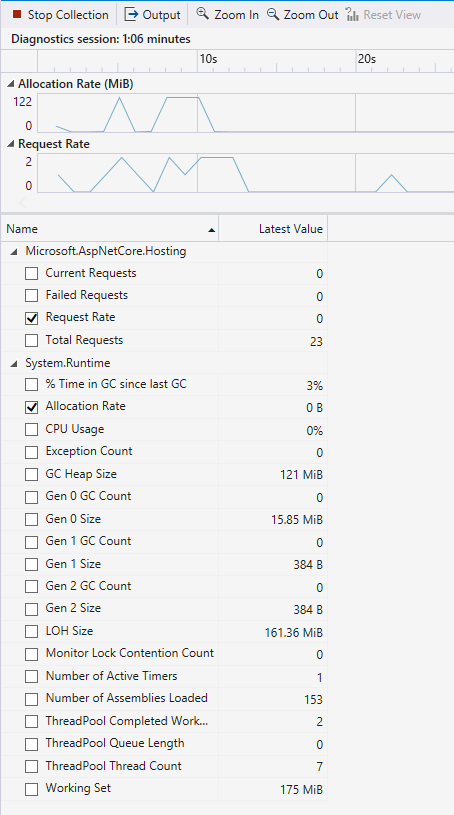 Stop Collection Output Zoom In Zoom Out Reset View
Diagnostics session: 1:06 minutes
10s 20s
Allocation Rate (MiB)
122
0
Request Rate
2
0
Name Latest Value
Microsoft.AspNetCore.Hosting
Current Requests 0
Failed Requests 0
Request Rate 0
Total Requests 23
System.Runtime
% Time in GC since last GC 3%
Allocation Rate 0 B
CPU Usage 0%
Exception Count 0
GC Heap Size 121 MiB
Gen 0 GC Count 0
Gen 0 Size 15.85 MiB
Gen 1 GC Count 0
Gen 1 Size 384 B
Gen 2 GC Count 0
Gen 2 Size 384 B
LOH Size 161.36 MiB
Monitor Lock Contention Count 0
Number of Active Timers 1
Number of Assemblies Loaded 153
ThreadPool Completed Work... 2
ThreadPool Queue Length 0
ThreadPool Thread Count 7
Working Set 175 MiB